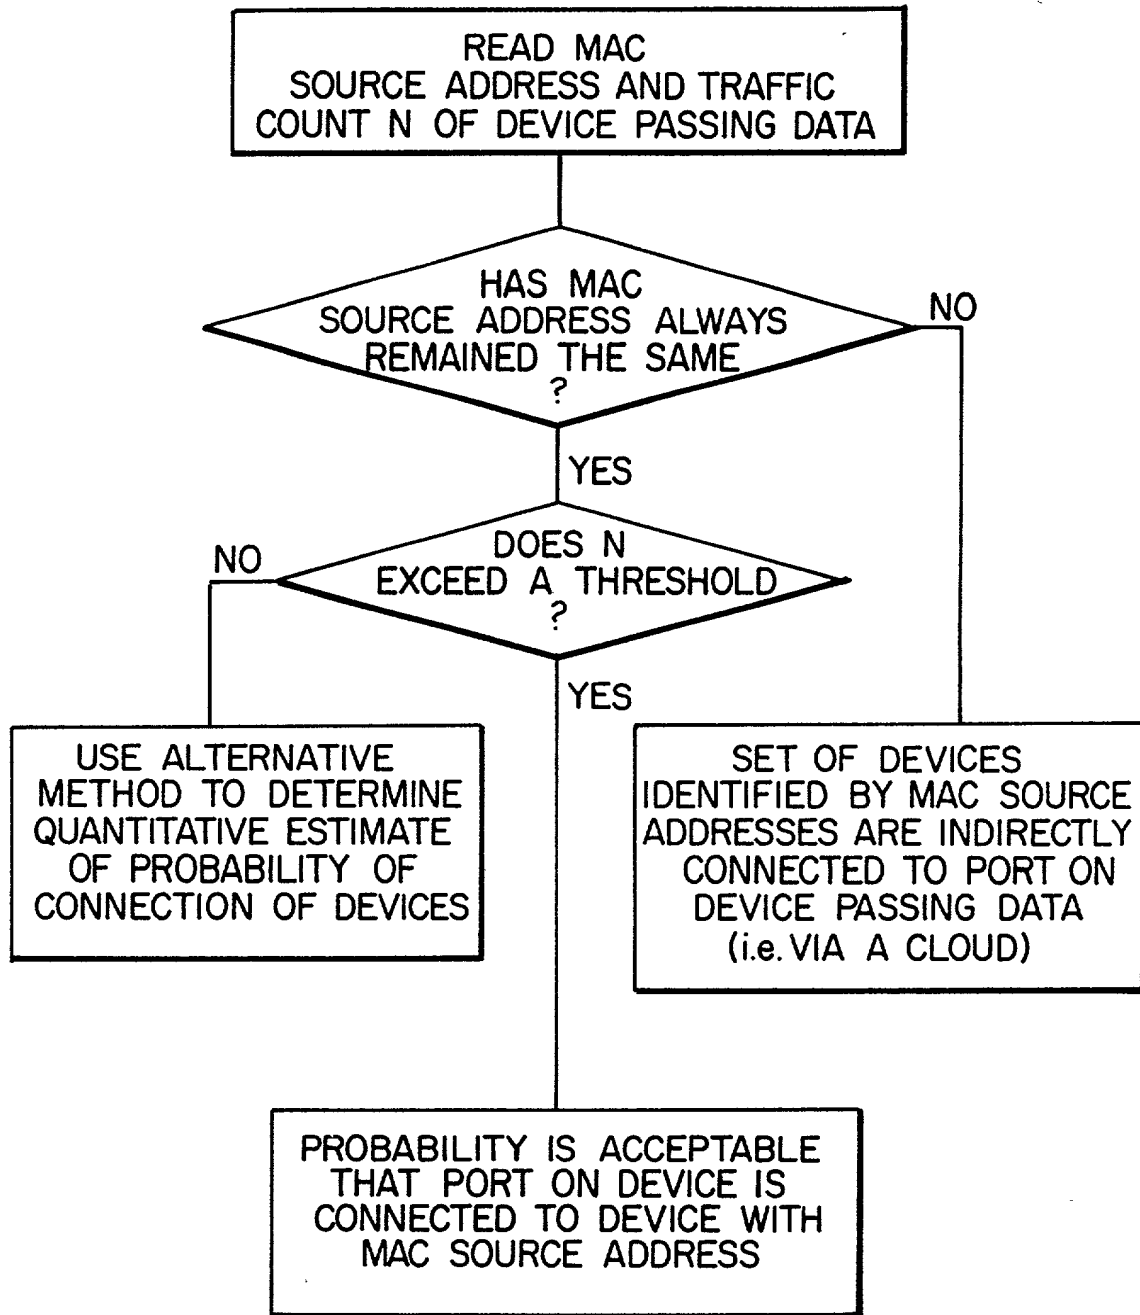 READ MAC
SOURCE ADDRESS AND TRAFFIC
COUNT N OF DEVICE PASSING DATA
HAS MAC
SOURCE ADDRESS ALWAYS
REMAINED THE SAME
?
NO
YES
DOES N
EXCEED A THRESHOLD
?
NO
YES
USE ALTERNATIVE
METHOD TO DETERMINE
QUANTITATIVE ESTIMATE
OF PROBABILITY OF
CONNECTION OF DEVICES
SET OF DEVICES
IDENTIFIED BY MAC SOURCE
ADDRESSES ARE INDIRECTLY
CONNECTED TO PORT ON
DEVICE PASSING DATA
(i.e. VIA A CLOUD)
PROBABILITY IS ACCEPTABLE
THAT PORT ON DEVICE IS
CONNECTED TO DEVICE WITH
MAC SOURCE ADDRESS